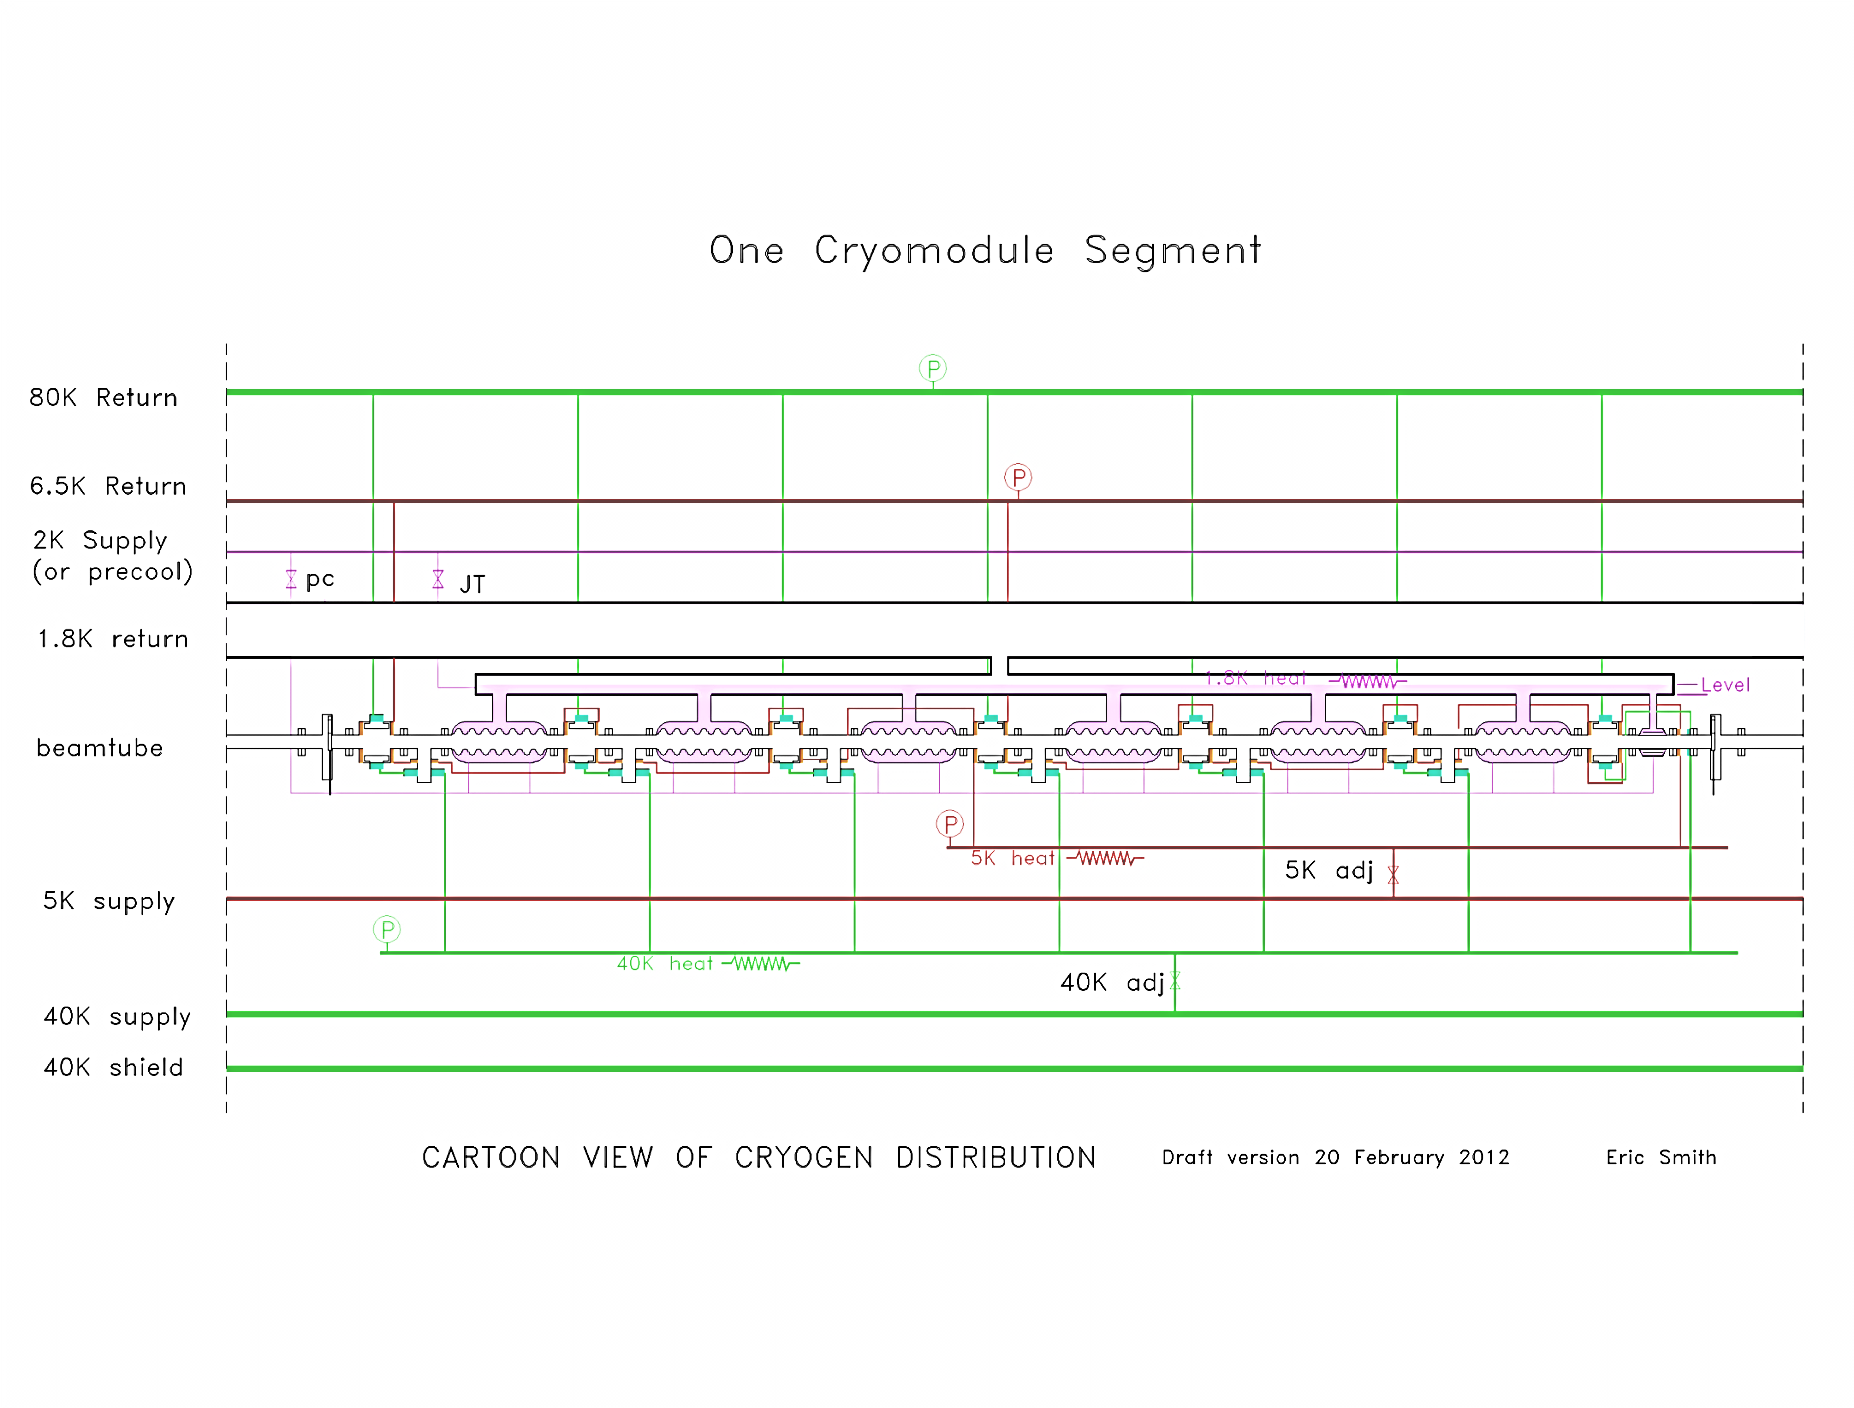 One Cryomodule Segment
P
80K Return
P
6.5K Return
2K Supply
(or precool)
pc
JT
1.8K return
1.8K heat
Level
beamtube
P
5K heat
5K adj
5K supply
P
40K heat
40K adj
40K supply
40K shield
CARTOON VIEW OF CRYOGEN DISTRIBUTION
Draft version 20 February 2012
Eric Smith